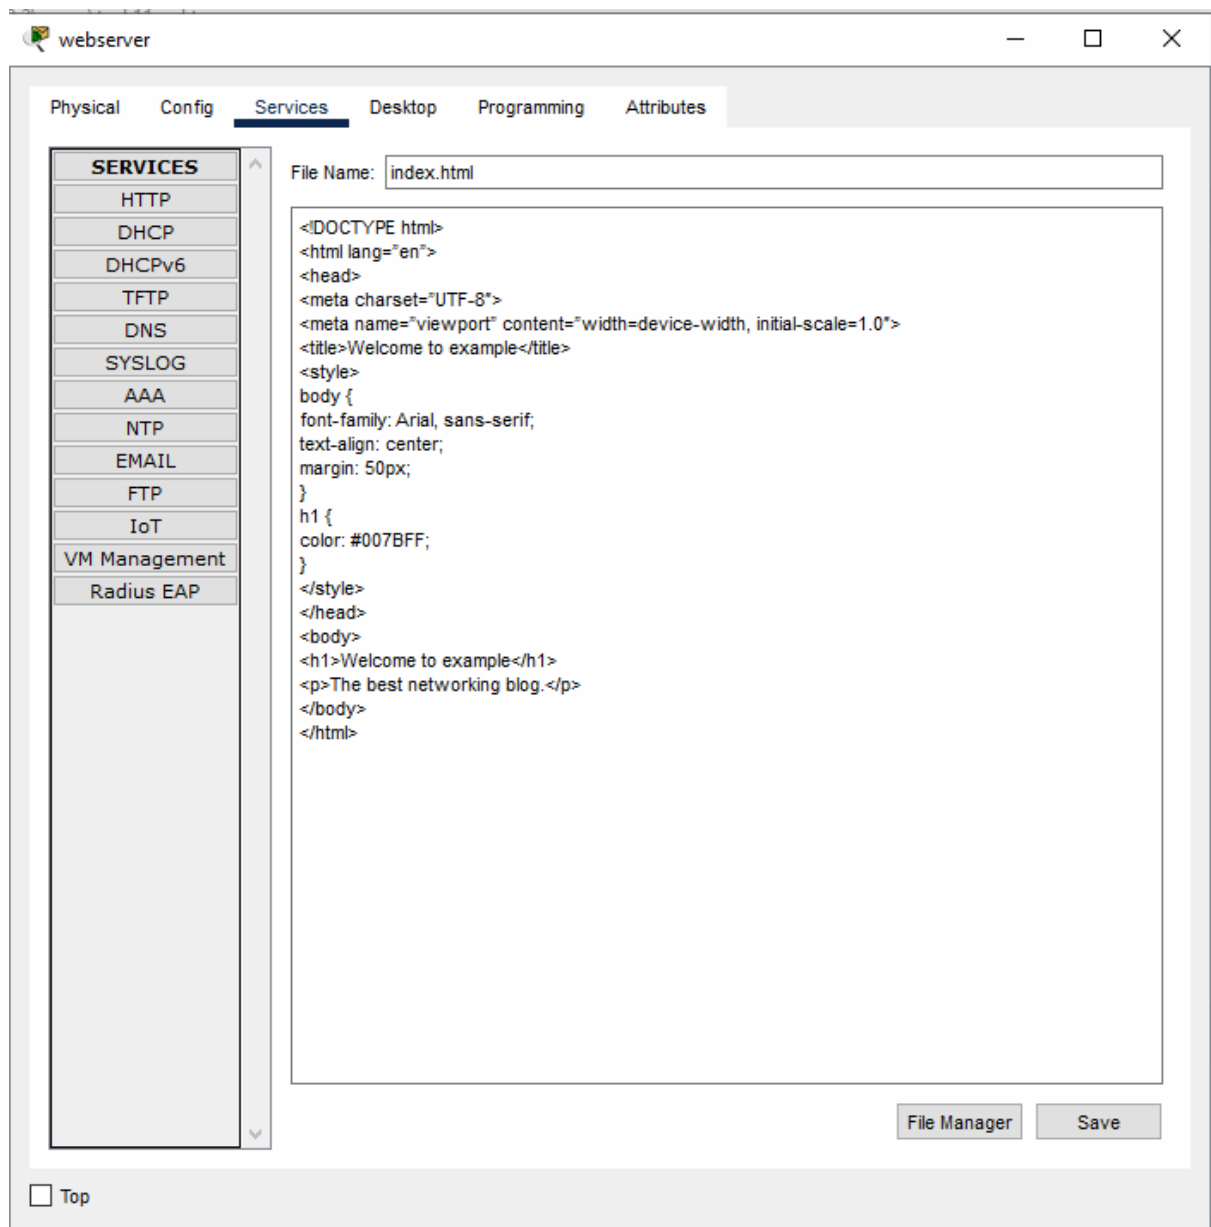 webserver
Physical Config Services Desktop Programming Attributes
SERVICES
HTTP
DHCP
DHCPv6
TFTP
DNS
SYSLOG
AAA
NTP
EMAIL
FTP
IoT
VM Management
Radius EAP
File Name: index.html
<!DOCTYPE html>
<html lang=”en”>
<head>
<meta charset=”UTF-8″>
<meta name=”viewport” content=”width=device-width, initial-scale=1.0″>
<title>Welcome to example</title>
<style>
body {
font-family: Arial, sans-serif;
text-align: center;
margin: 50px;
}
h1 {
color: #007BFF;
}
</style>
</head>
<body>
<h1>Welcome to example</h1>
<p>The best networking blog.</p>
</body>
</html>
File Manager Save
Top